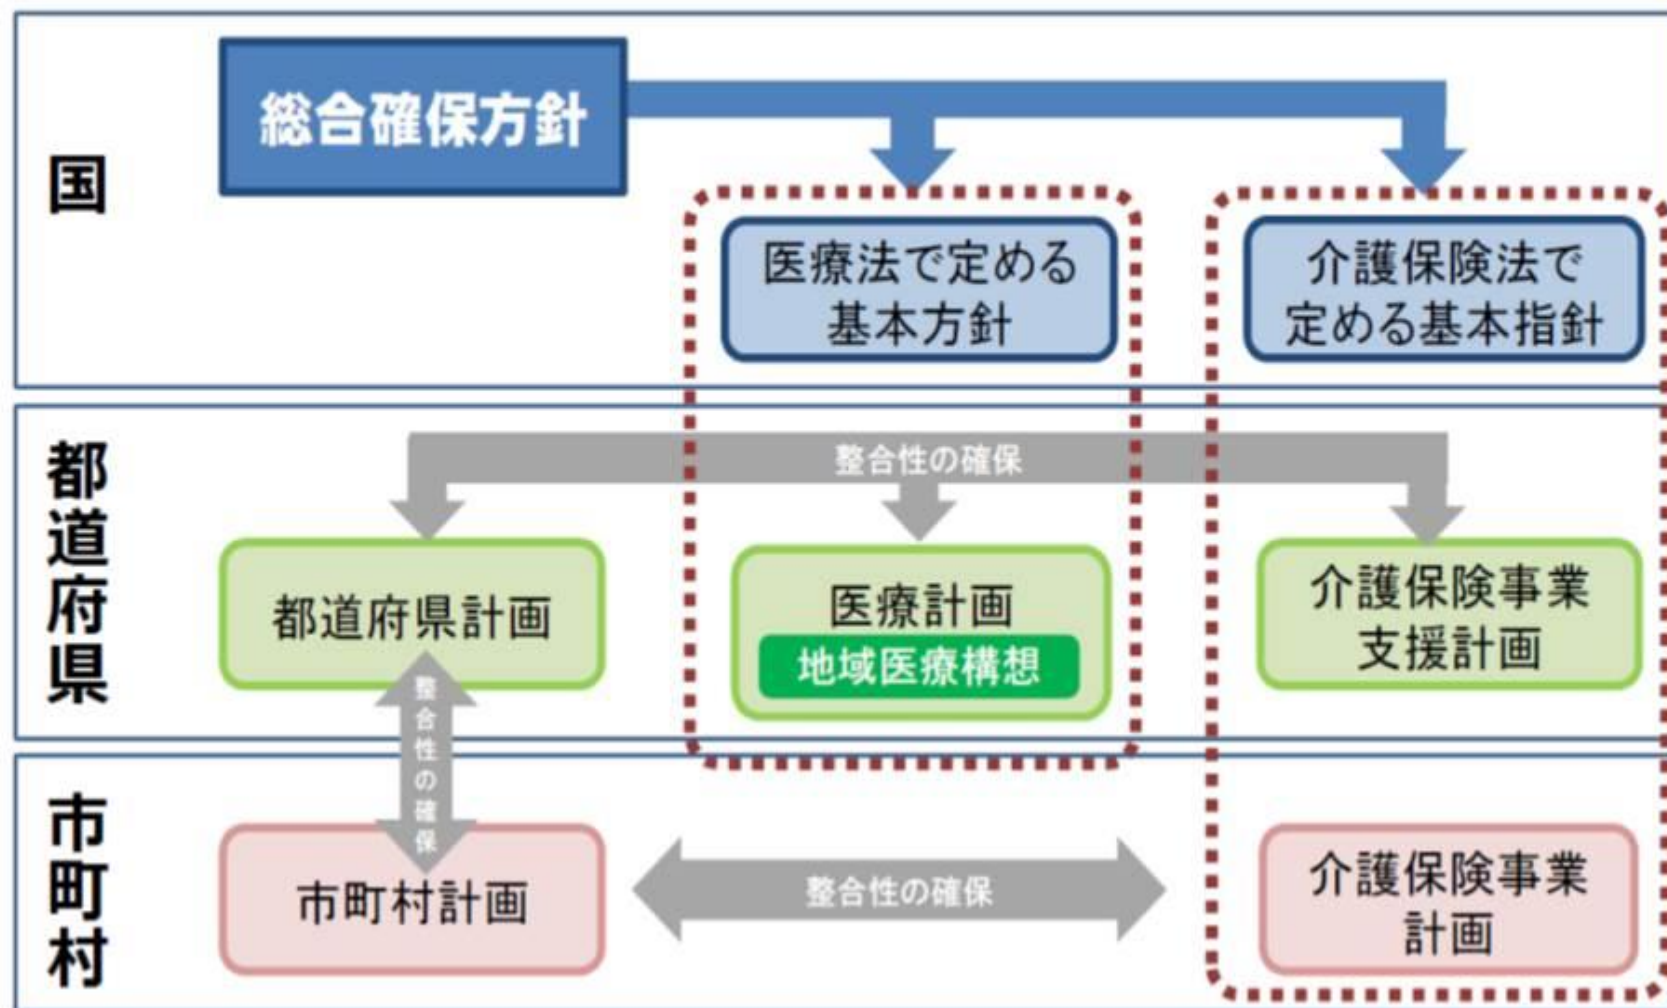 国
総合確保方針
医療法で定める
基本方針
介護保険法で
定める基本指針
都道府県
整合性の確保
都道府県計画
医療計画
地域医療構想
介護保険事業
支援計画
整合性の確保
市町村
市町村計画
整合性の確保
介護保険事業
計画